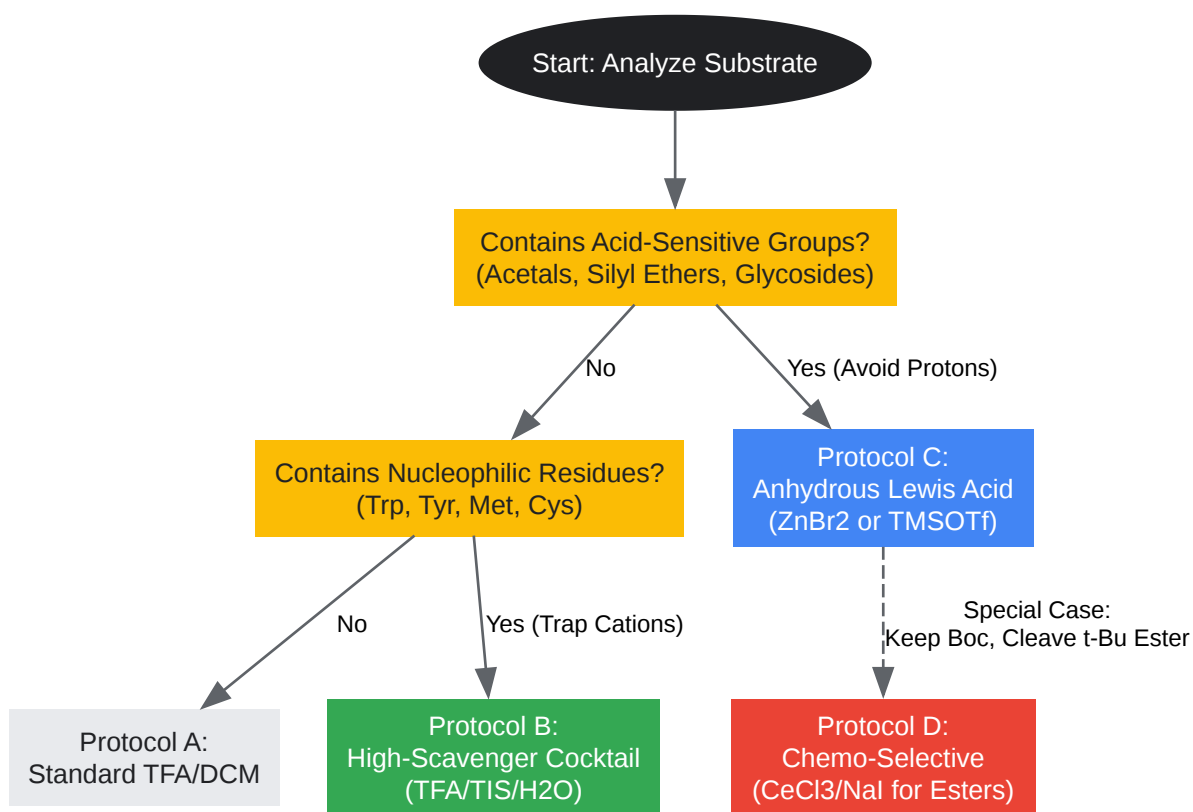 Start: Analyze Substrate
Contains Acid-Sensitive Groups?
(Acetals, Silyl Ethers, Glycosides)
No
Yes (Avoid Protons)
Contains Nucleophilic Residues?
(Trp, Tyr, Met, Cys)
Protocol C:
Anhydrous Lewis Acid
(ZnBr2 or TMSOTf)
No
Yes (Trap Cations)
Special Case:
Keep Boc, Cleave t-Bu Ester
Protocol A:
Standard TFA/DCM
Protocol B:
High-Scavenger Cocktail
(TFA/TIS/H2O)
Protocol D:
Chemo-Selective
(CeCl3/NaI for Esters)